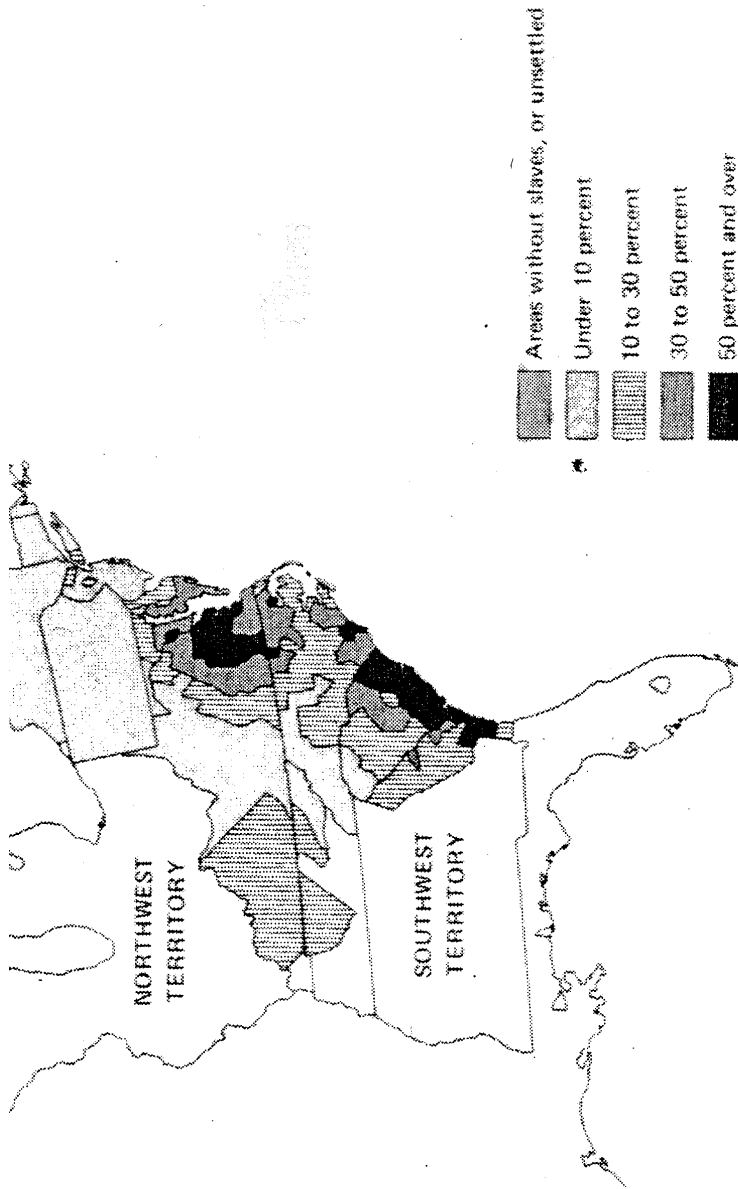 NORTHWEST
TERRITORY
SOUTHWEST
TERRITORY
Areas without slaves, or unsettled
Under 10 percent
10 to 30 percent
30 to 50 percent
50 percent and over